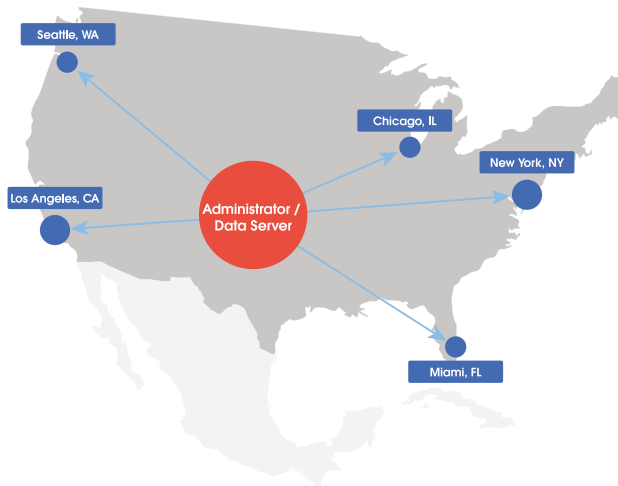 Seattle, WA
Chicago, IL
New York, NY
Los Angeles, CA
Administrator /
Data Server
Miami, FL